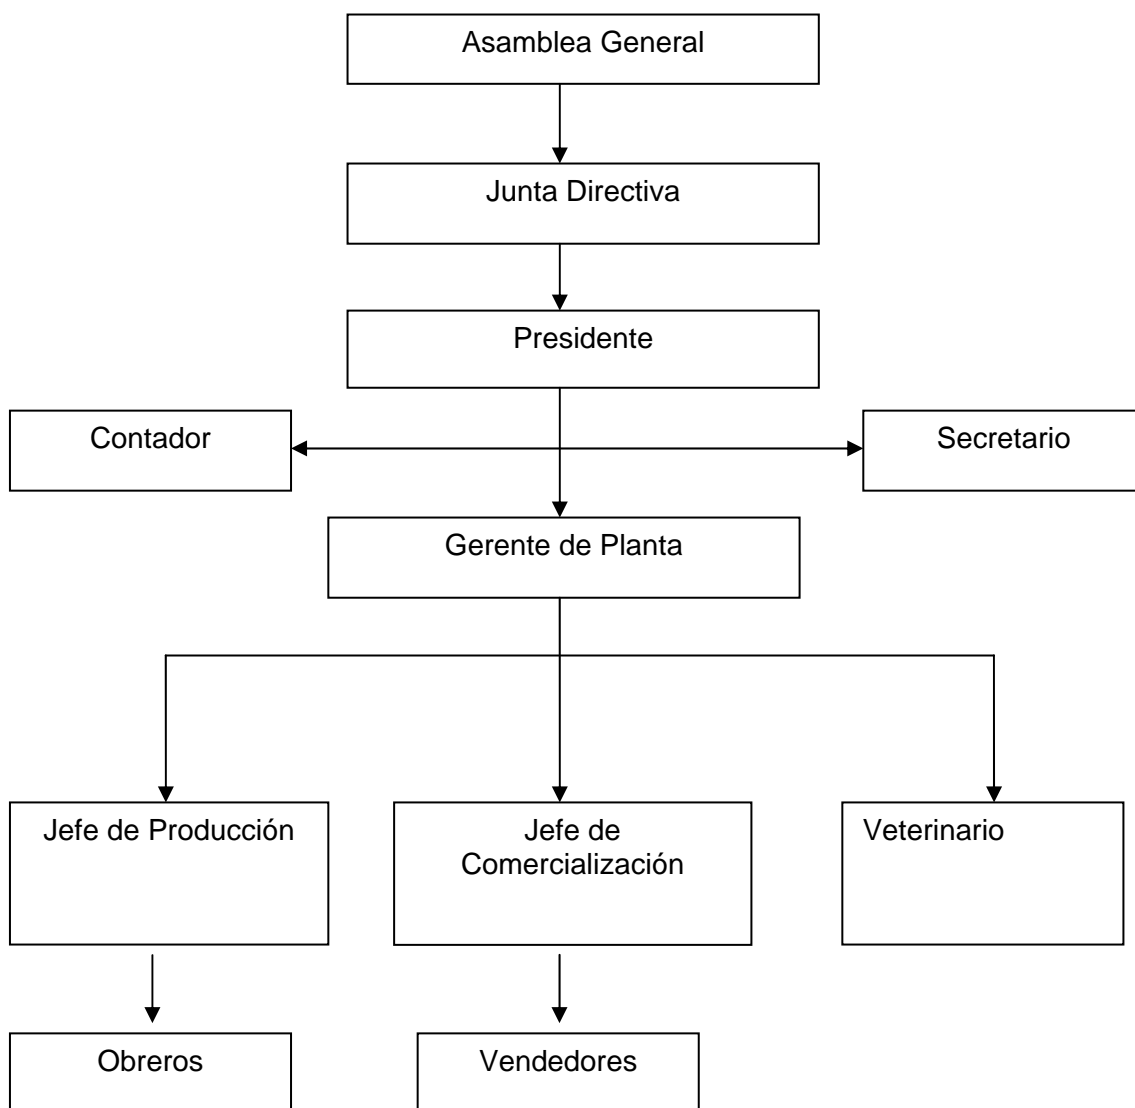 Asamblea General
Junta Directiva
Presidente
Contador
Secretario
Gerente de Planta
Jefe de Producción
Jefe de
Comercialización
Veterinario
Obreros
Vendedores